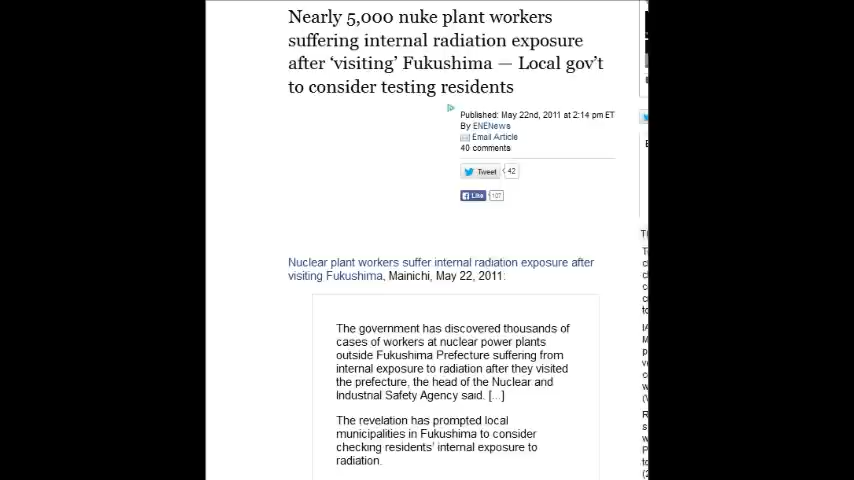 Nearly 5,000 nuke plant workers
suffering internal radiation exposure
after ‘visiting’ Fukushima — Local gov’t
to consider testing residents
Published: May 22nd, 2011 at 2:14 pm ET
By ENENews
Email Article
40 comments
Tweet 42
Like 107
Nuclear plant workers suffer internal radiation exposure after
visiting Fukushima, Mainichi, May 22, 2011:
The government has discovered thousands of
cases of workers at nuclear power plants
outside Fukushima Prefecture suffering from
internal exposure to radiation after they visited
the prefecture, the head of the Nuclear and
Industrial Safety Agency said. [...]
The revelation has prompted local
municipalities in Fukushima to consider
checking residents’ internal exposure to
radiation.